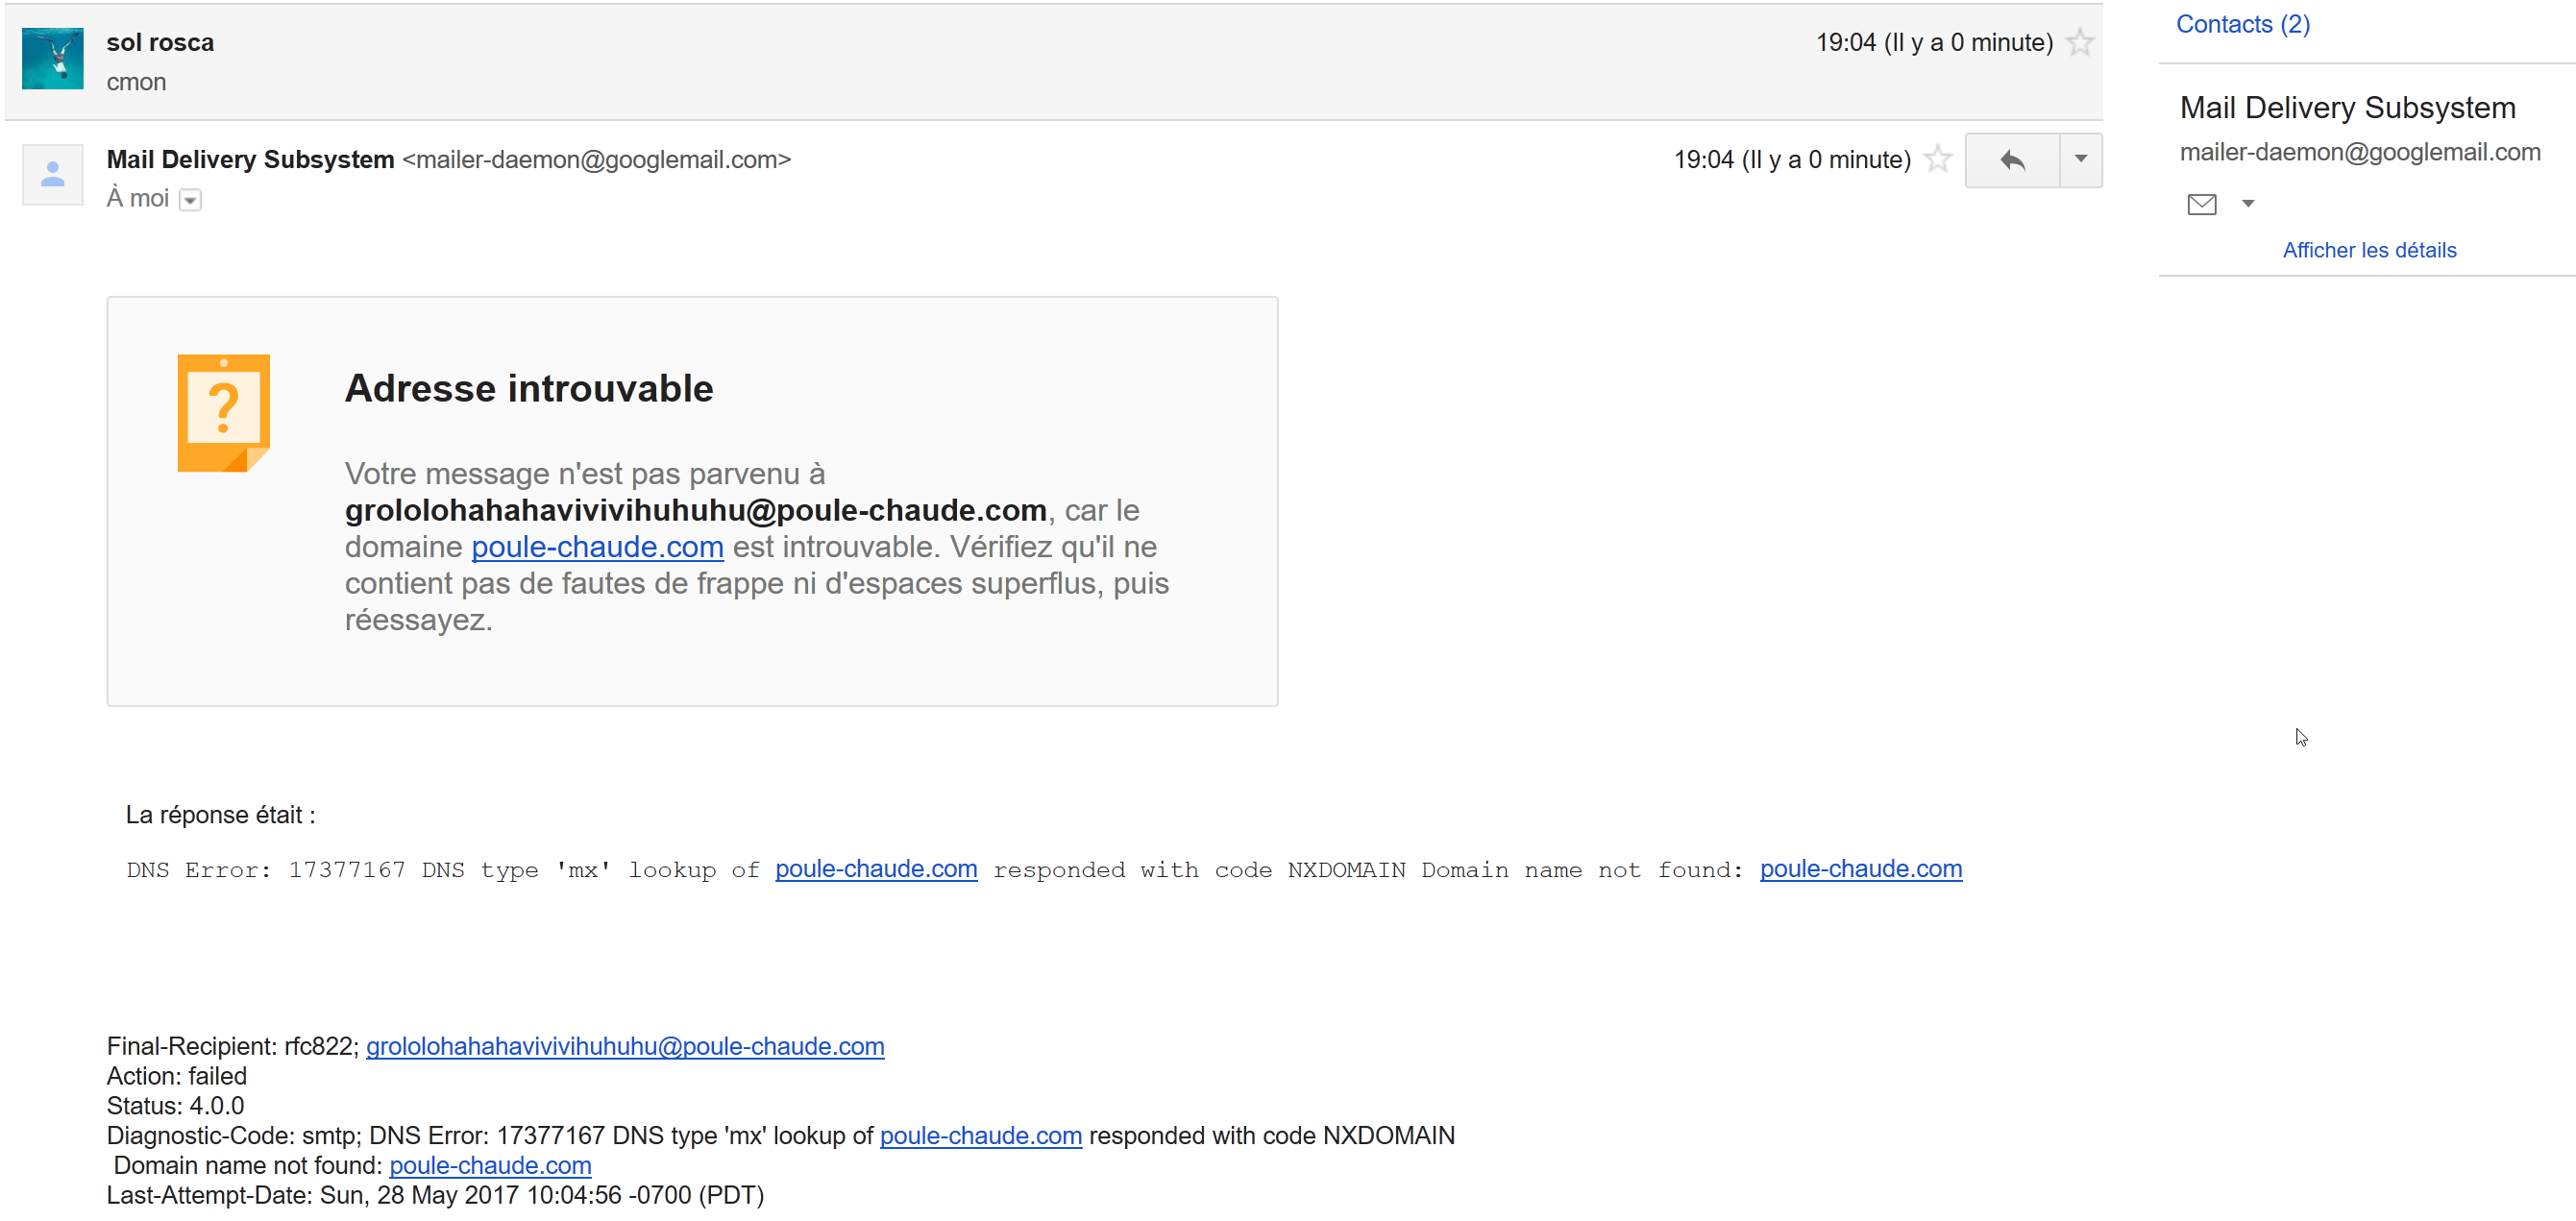 sol rosca
19:04 (Il y a 0 minute)
cmon
Mail Delivery Subsystem <mailer-daemon@googlemail.com>
19:04 (Il y a 0 minute)
À moi
Adresse introuvable
?
Votre message n'est pas parvenu à
grololohahahavivivihuhuhu@poule-chaude.com, car le
domaine poule-chaude.com est introuvable. Vérifiez qu'il ne
contient pas de fautes de frappe ni d'espaces superflus, puis
réessayez.
La réponse était :
DNS Error: 17377167 DNS type 'mx' lookup of poule-chaude.com responded with code NXDOMAIN Domain name not found: poule-chaude.com
Final-Recipient: rfc822; grololohahahavivivihuhuhu@poule-chaude.com
Action: failed
Status: 4.0.0
Diagnostic-Code: smtp; DNS Error: 17377167 DNS type 'mx' lookup of poule-chaude.com responded with code NXDOMAIN
Domain name not found: poule-chaude.com
Last-Attempt-Date: Sun, 28 May 2017 10:04:56 -0700 (PDT)
Contacts (2)
Mail Delivery Subsystem
mailer-daemon@googlemail.com
Afficher les détails